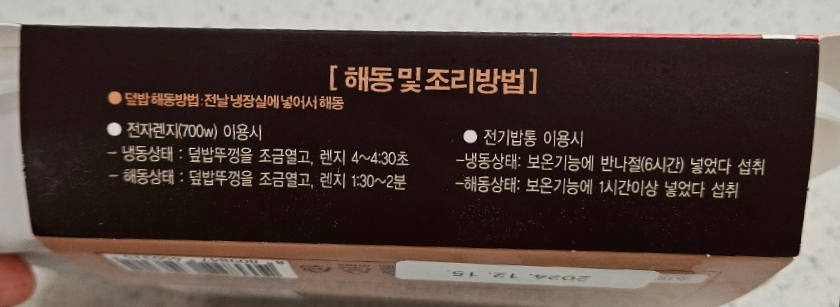 [ 해동 및 조리방법 ]
● 덮밥 해동방법 : 전날 냉장실에 넣어서 해동
● 전자렌지(700w) 이용시
- 냉동상태 : 덮밥뚜껑을 조금열고, 렌지 4~4:30초
- 해동상태 : 덮밥뚜껑을 조금열고, 렌지 1:30~2분
● 전기밥통 이용시
-냉동상태: 보온기능에 반나절(6시간) 넣었다 섭취
-해동상태: 보온기능에 1시간이상 넣었다 섭취
2024. 12. 15.